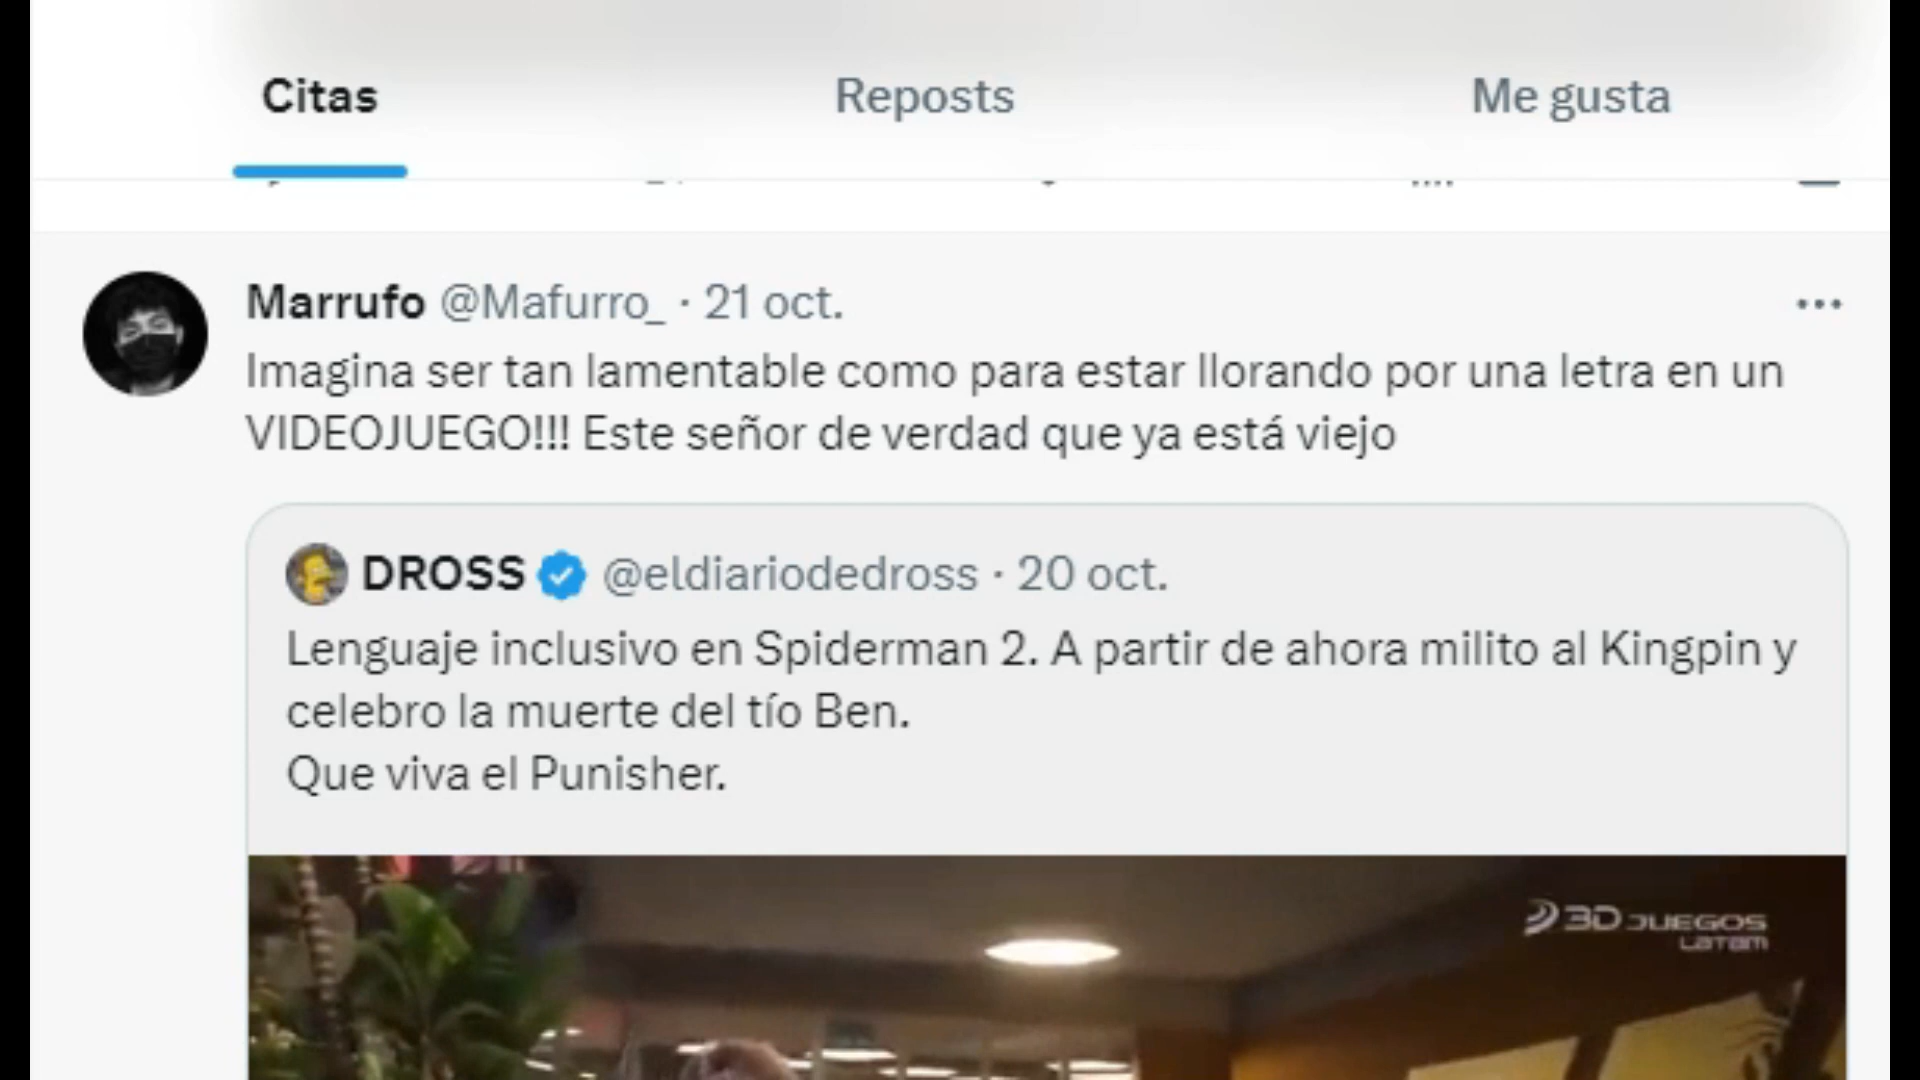 Citas Reposts Me gusta
Marrufo @Mafurro_ · 21 oct.
Imagina ser tan lamentable como para estar llorando por una letra en un
VIDEOJUEGO!!! Este señor de verdad que ya está viejo
DROSS @eldiariodedross · 20 oct.
Lenguaje inclusivo en Spiderman 2. A partir de ahora milito al Kingpin y
celebro la muerte del tío Ben.
Que viva el Punisher.
3DJUEGOS
LATAM